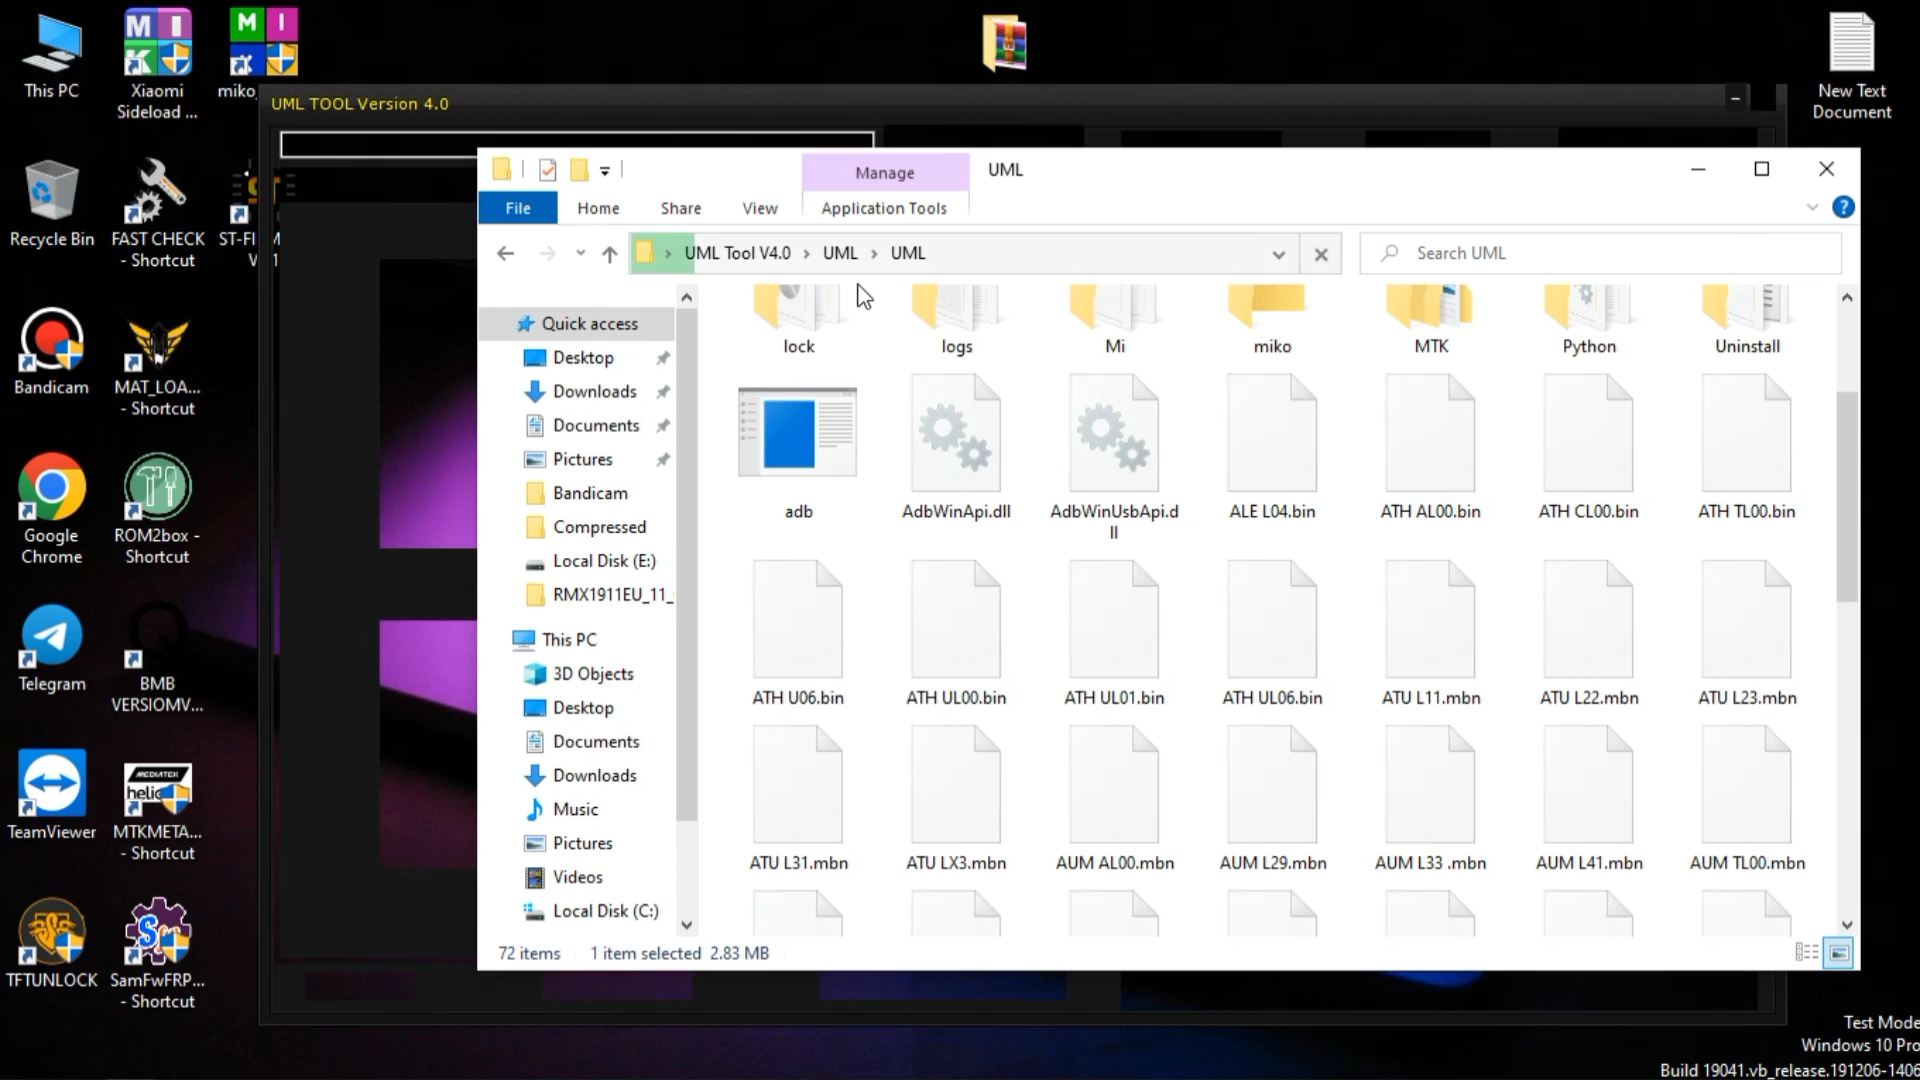 This PC
Xiaomi
Sideload ...
miko_
New Text
Document
UML TOOL Version 4.0
Manage
UML
File
Home
Share
View
Application Tools
UML Tool V4.0 > UML > UML
Search UML
Recycle Bin
FAST CHECK
- Shortcut
ST-FI
Bandicam
MAT_LOA...
- Shortcut
Google
Chrome
ROM2box -
Shortcut
Telegram
BMB
VERSIOMV...
TeamViewer
MEDIATEK
helio
MTKMETA...
- Shortcut
TFTUNLOCK
SamFwFRP...
- Shortcut
Quick access
Desktop
Downloads
Documents
Pictures
Bandicam
Compressed
Local Disk (E:)
RMX1911EU_11_
This PC
3D Objects
Desktop
Documents
Downloads
Music
Pictures
Videos
Local Disk (C:)
lock
logs
Mi
miko
MTK
Python
Uninstall
adb
AdbWinApi.dll
AdbWinUsbApi.d
ll
ALE L04.bin
ATH AL00.bin
ATH CL00.bin
ATH TL00.bin
ATH U06.bin
ATH UL00.bin
ATH UL01.bin
ATH UL06.bin
ATU L11.mbn
ATU L22.mbn
ATU L23.mbn
ATU L31.mbn
ATU LX3.mbn
AUM AL00.mbn
AUM L29.mbn
AUM L33 .mbn
AUM L41.mbn
AUM TL00.mbn
72 items
1 item selected 2.83 MB
Test Mode
Windows 10 Pro
Build 19041.vb_release.191206-1406